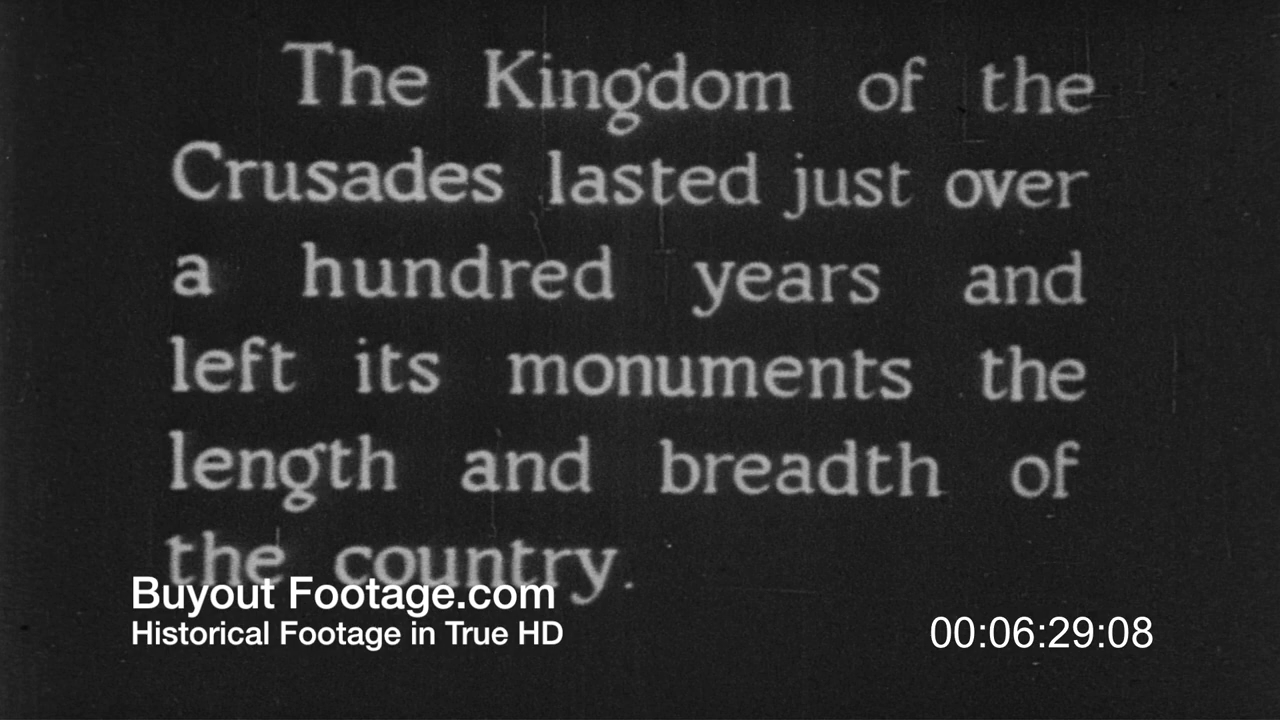 The Kingdom of the
Crusades lasted just over
a hundred years and
left its monuments the
length and breadth of
the country.
Buyout Footage.com
Historical Footage in True HD
00:06:29:08